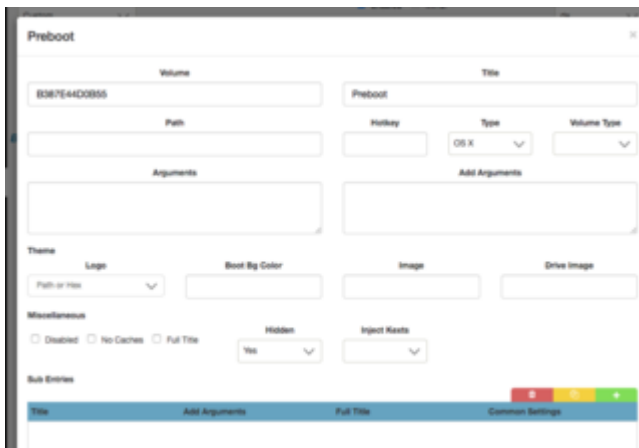 Preboot
Volume Title
B387E44D0B55 Preboot
Path Hotkey Type Volume Type
OS X
Arguments Add Arguments
Theme
Logo Boot Bg Color Image Drive Image
Path or Hex
Miscellaneous
Hidden Inject Kexts
Disabled No Caches Full Title
Yes
Sub Entries
Title Add Arguments Full Title Common Settings